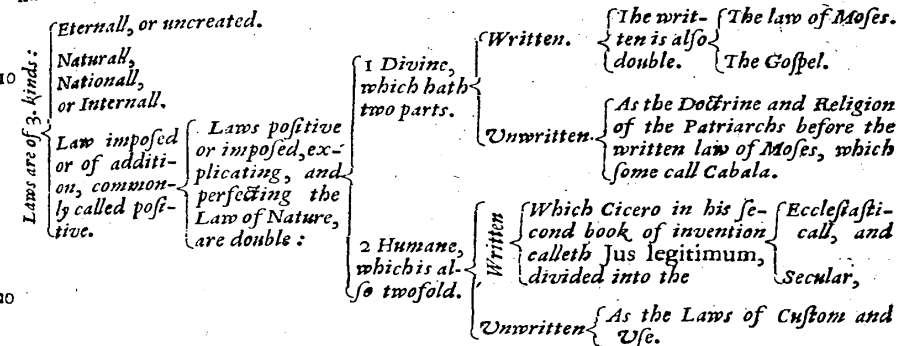 Laws are of 3. kinds:
Eternall, or uncreated.
Naturall,
Nationall,
or Internall.
Law imposed
or of additi-
on, common-
ly called posi-
tive.
Laws positive
or imposed, ex-
plicating, and
perfecting the
Law of Nature,
are double:
1 Divine,
which hath
two parts.
Written.
The writ-
ten is also
double.
The law of Moses.
The Gospel.
Unwritten.
As the Doctrine and Religion
of the Patriarchs before the
written law of Moses, which
some call Cabala.
2 Humane,
which is al-
so twofold.
Written
Which Cicero in his se-
cond book of invention
calleth Jus legitimum,
divided into the
Ecclesiasti-
call, and
Secular,
Unwritten
As the Laws of Custom and
Use.
10
20